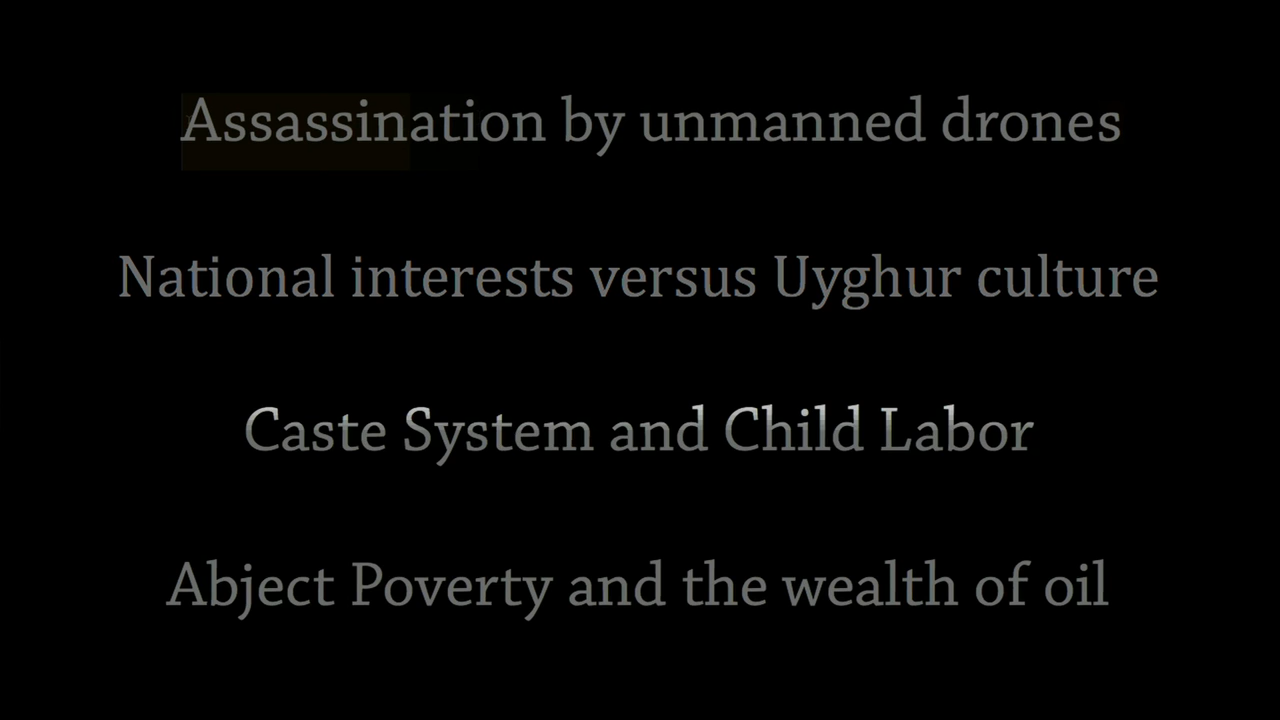 Assassination by unmanned drones
National interests versus Uyghur culture
Caste System and Child Labor
Abject Poverty and the wealth of oil